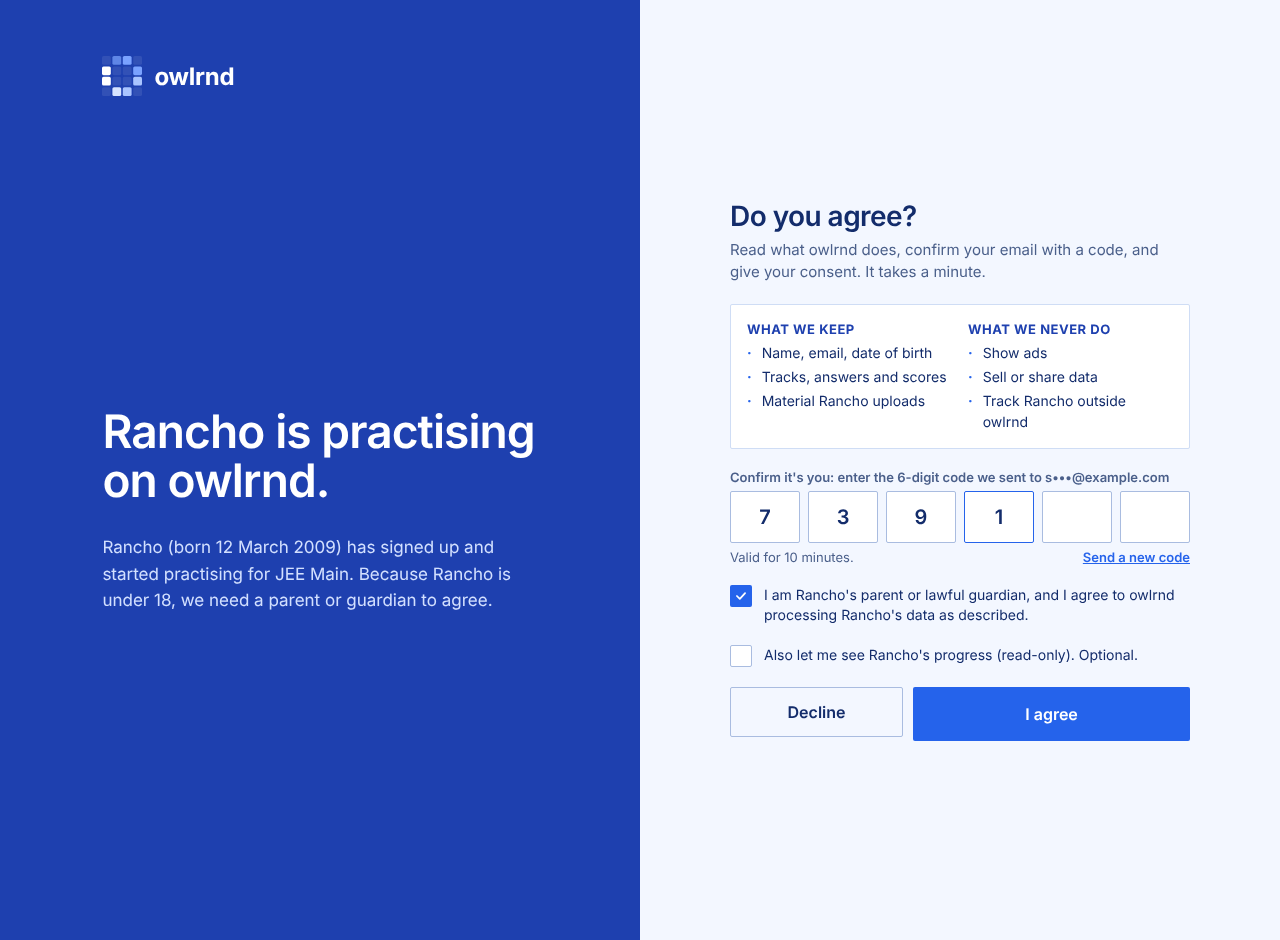 owlrnd
Rancho is practising
on owlrnd.
Rancho (born 12 March 2009) has signed up and
started practising for JEE Main. Because Rancho is
under 18, we need a parent or guardian to agree.
Do you agree?
Read what owlrnd does, confirm your email with a code, and
give your consent. It takes a minute.
WHAT WE KEEP
· Name, email, date of birth
· Tracks, answers and scores
· Material Rancho uploads
WHAT WE NEVER DO
· Show ads
· Sell or share data
· Track Rancho outside
owlrnd
Confirm it's you: enter the 6-digit code we sent to s•••@example.com
7 3 9 1
Valid for 10 minutes.
Send a new code
I am Rancho's parent or lawful guardian, and I agree to owlrnd
processing Rancho's data as described.
Also let me see Rancho's progress (read-only). Optional.
Decline
I agree